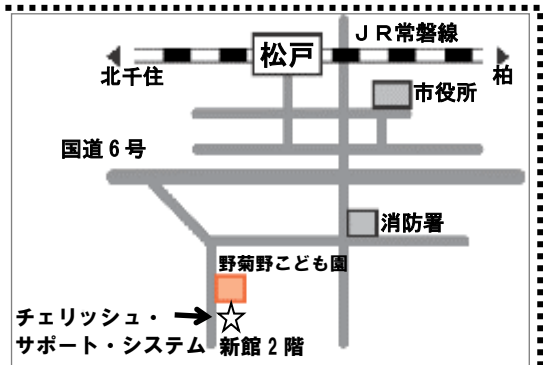 JR常磐線
松戸
北千住
柏
市役所
国道6号
消防署
野菊野こども園
チェリッシュ・
サポート・システム 新館2階